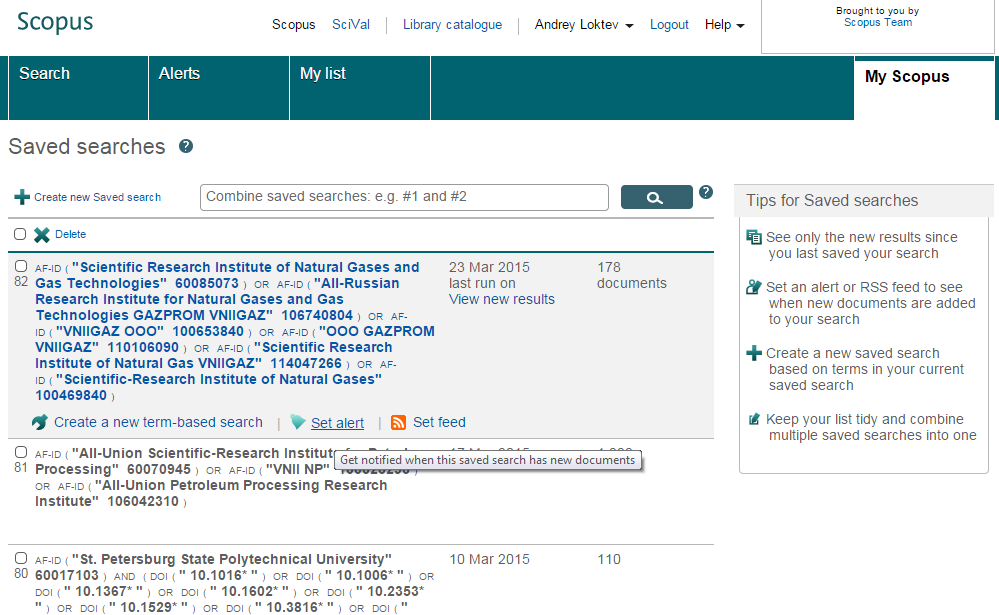 Scopus
Scopus SciVal Library catalogue Andrey Loktev Logout Help
Brought to you by
Scopus Team
Search Alerts My list My Scopus
Saved searches ?
Create new Saved search Combine saved searches: e.g. #1 and #2 ?
Delete
82 AF-ID ( "Scientific Research Institute of Natural Gases and
Gas Technologies" 60085073 ) OR AF-ID ( "All-Russian
Research Institute for Natural Gases and Gas
Technologies GAZPROM VNIIGAZ" 106740804 ) OR AF-
ID ( "VNIIGAZ OOO" 100653840 ) OR AF-ID ( "OOO GAZPROM
VNIIGAZ" 110106090 ) OR AF-ID ( "Scientific Research
Institute of Natural Gas VNIIGAZ" 114047266 ) OR AF-
ID ( "Scientific-Research Institute of Natural Gases"
100469840 )
23 Mar 2015
last run on
View new results
178
documents
Create a new term-based search | Set alert | Set feed
Get notified when this saved search has new documents
81 AF-ID ( "All-Union Scientific-Research Institute
Processing" 60070945 ) OR AF-ID ( "VNII NP"
OR AF-ID ( "All-Union Petroleum Processing Research
Institute" 106042310 )
80 AF-ID ( "St. Petersburg State Polytechnical University"
60017103 ) AND ( DOI ( " 10.1016* " ) OR DOI ( " 10.1006* " ) OR
DOI ( " 10.1367* " ) OR DOI ( " 10.1602* " ) OR DOI ( " 10.2353*
" ) OR DOI ( " 10.1529* " ) OR DOI ( " 10.3816* " ) OR DOI ( "
10 Mar 2015
110
Tips for Saved searches
See only the new results since
you last saved your search
Set an alert or RSS feed to see
when new documents are added
to your search
Create a new saved search
based on terms in your current
saved search
Keep your list tidy and combine
multiple saved searches into one